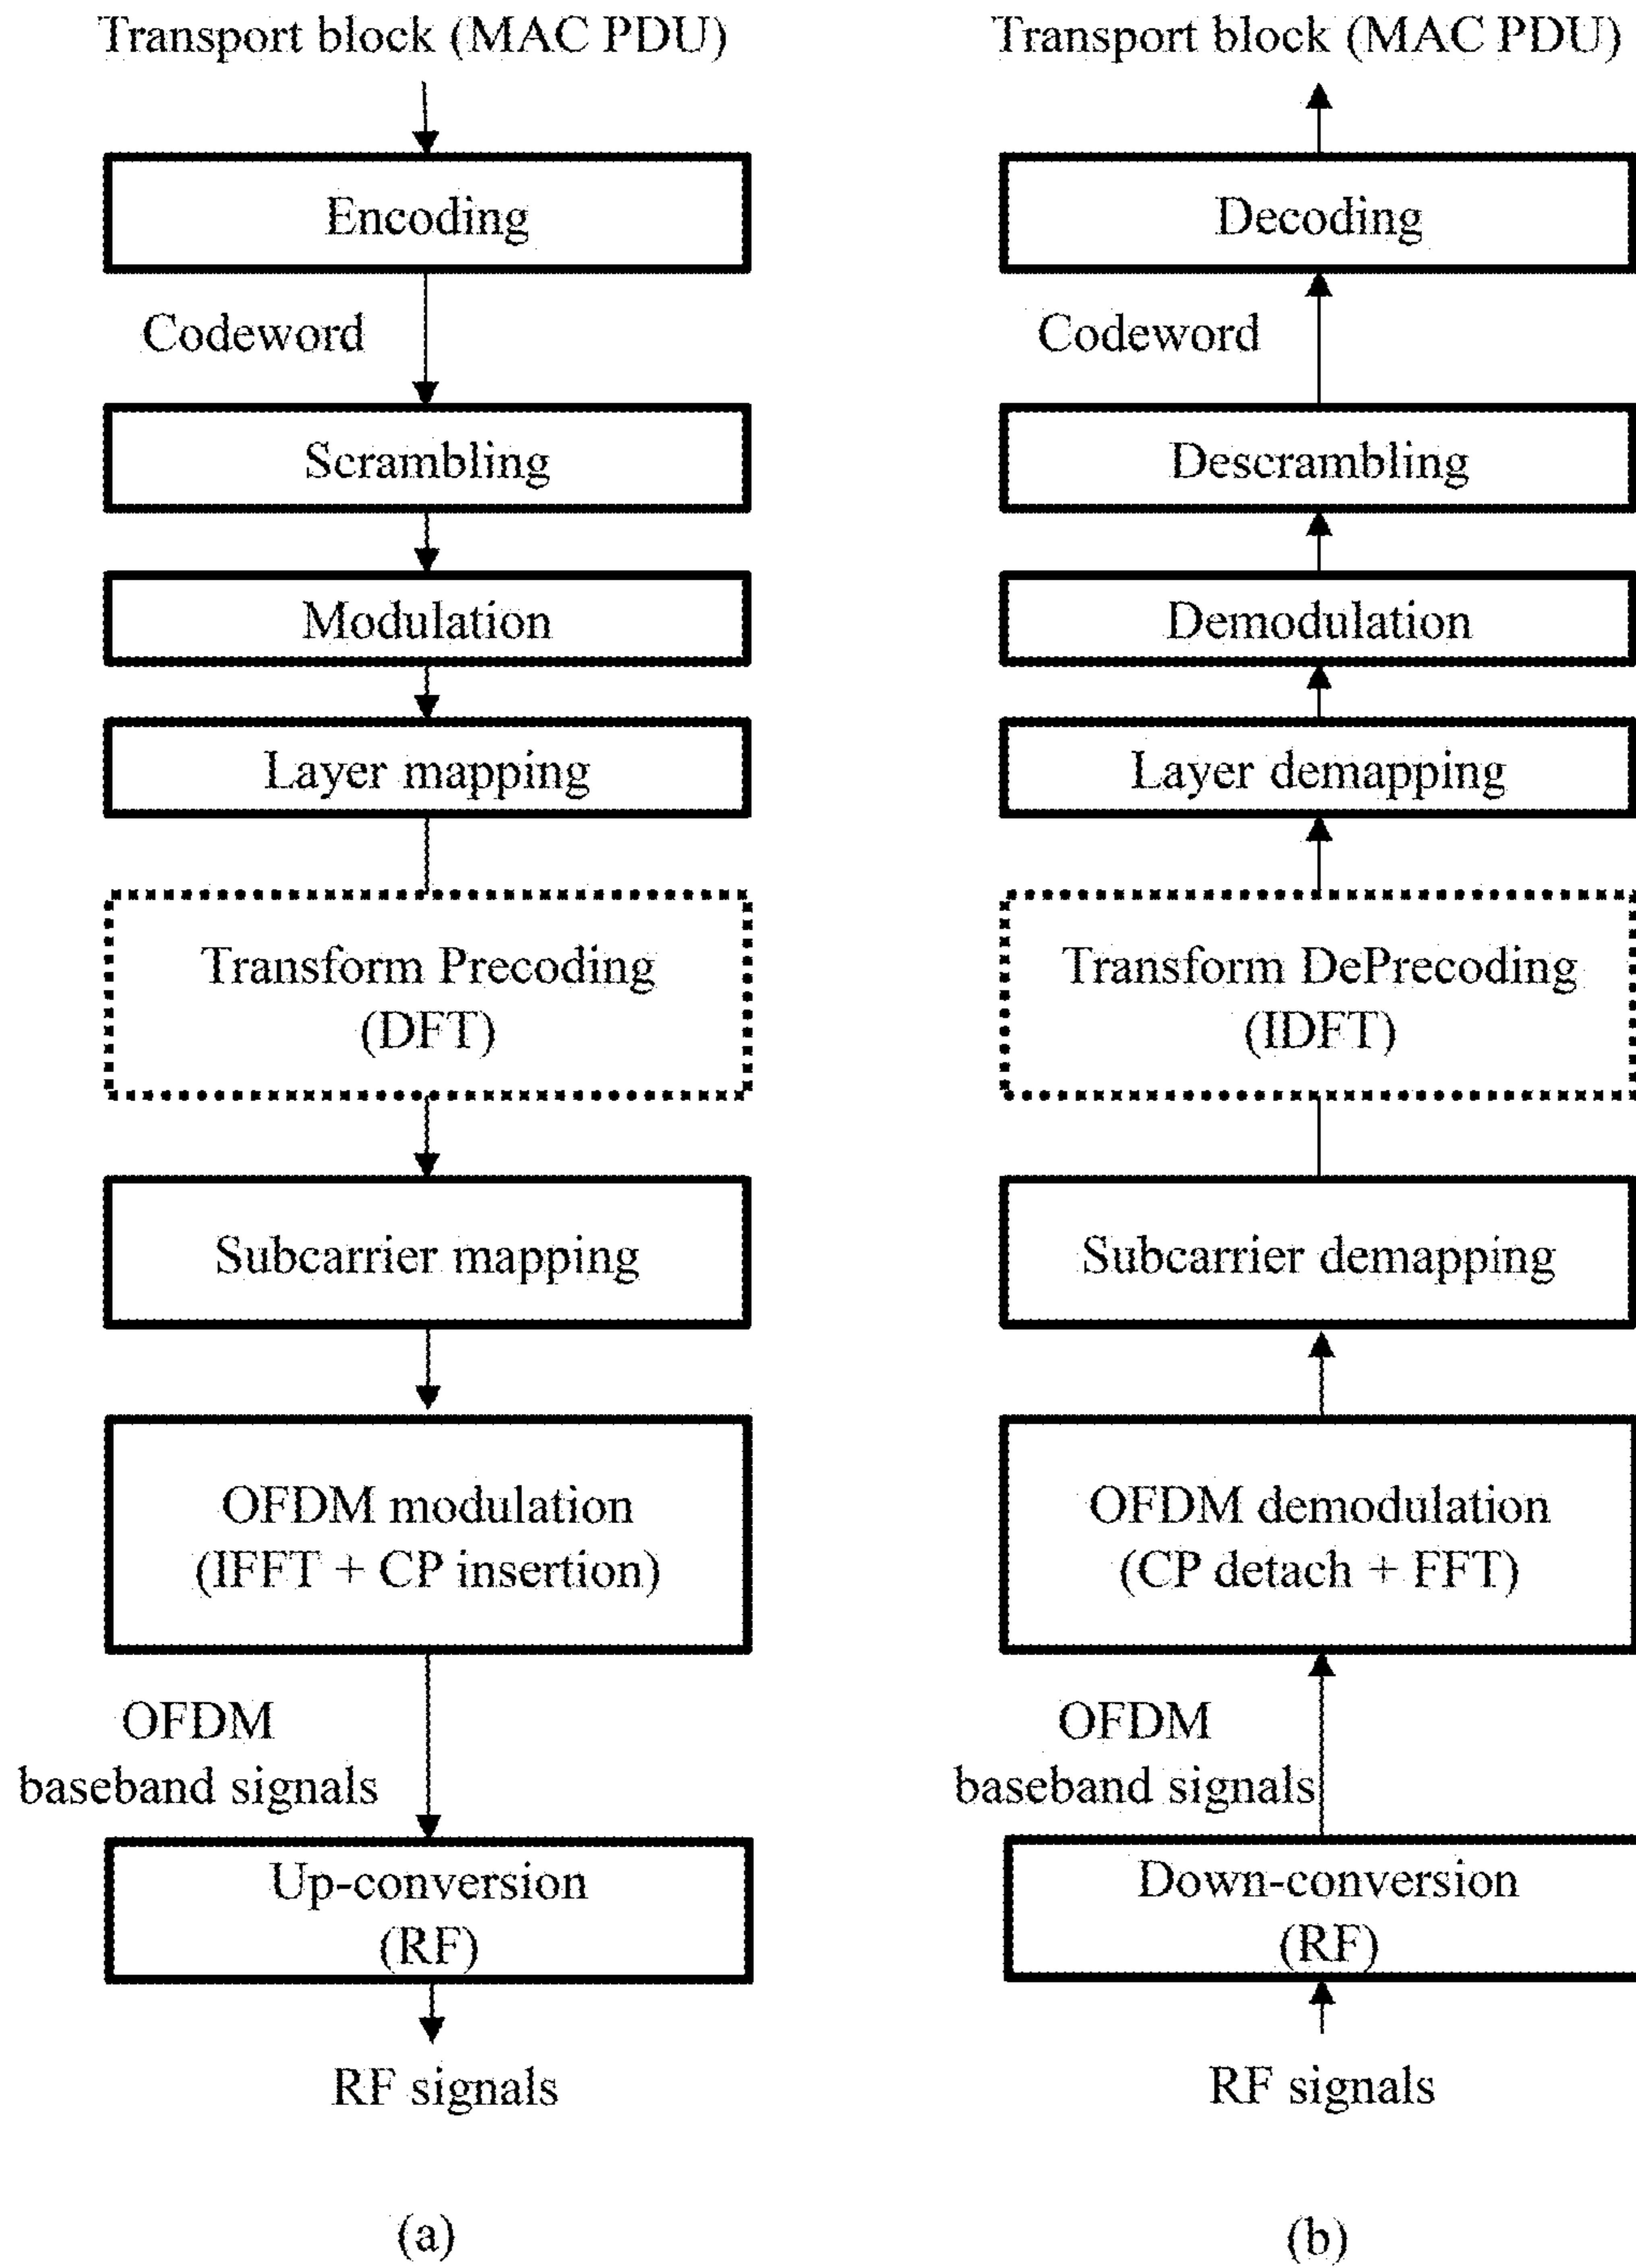 Transport block (MAC PDU)
Encoding
Codeword
Scrambling
Modulation
Layer mapping
Transform Precoding
(DFT)
Subcarrier mapping
OFDM modulation
(IFFT + CP insertion)
OFDM
baseband signals
Up-conversion
(RF)
RF signals
(a)
Transport block (MAC PDU)
Decoding
Codeword
Descrambling
Demodulation
Layer demapping
Transform DePrecoding
(IDFT)
Subcarrier demapping
OFDM demodulation
(CP detach + FFT)
OFDM
baseband signals
Down-conversion
(RF)
RF signals
(b)